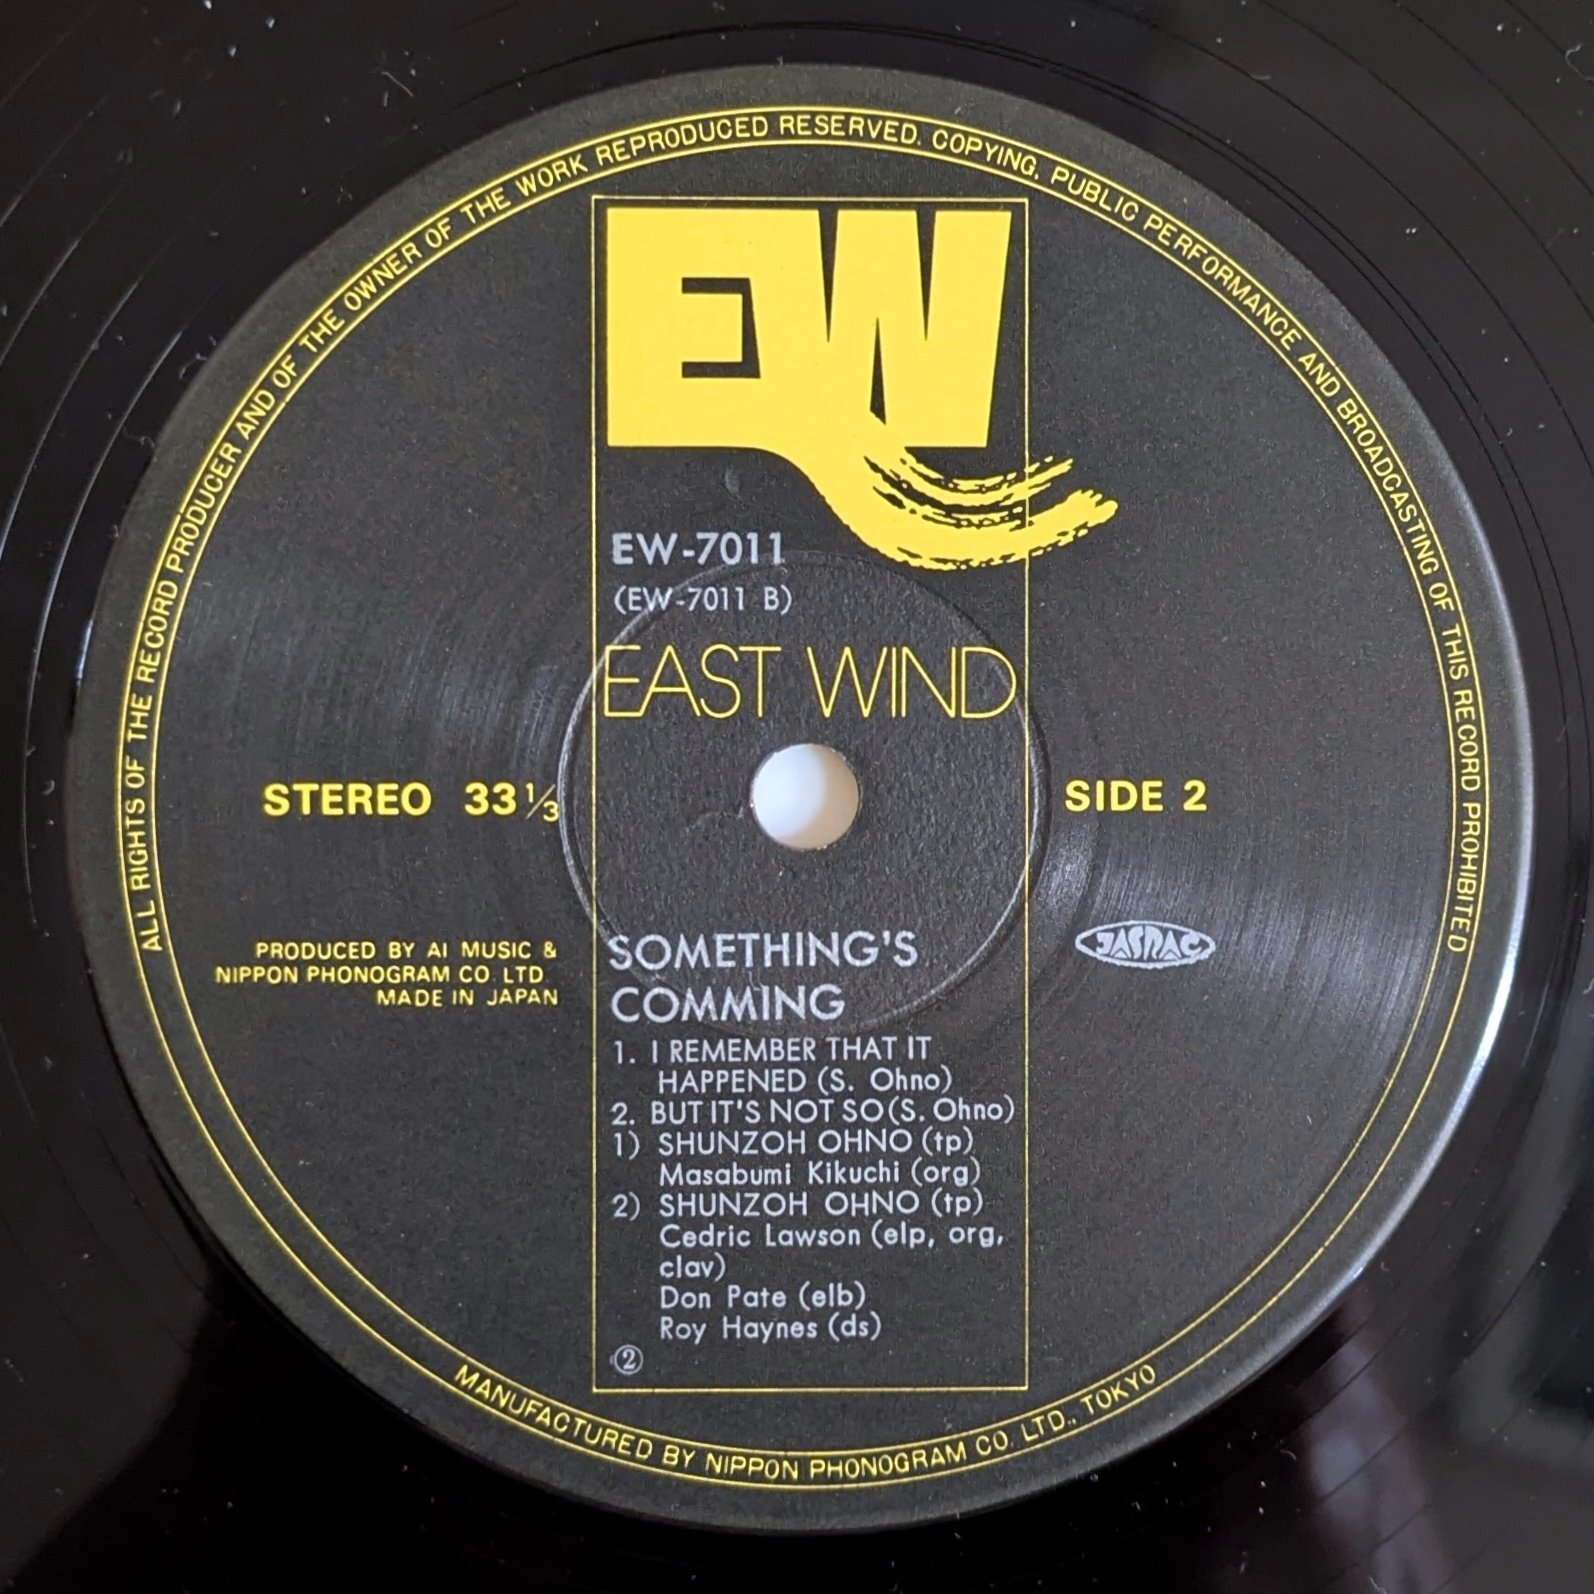 ALL RIGHTS OF THE RECORD PRODUCER AND OF THE OWNER OF THE WORK REPRODUCED RESERVED. COPYING, PUBLIC PERFORMANCE AND BROADCASTING OF THIS RECORD PROHIBITED
EW
EW-7011
(EW-7011 B)
EAST WIND
STEREO 33 1/3
SIDE 2
PRODUCED BY AI MUSIC &
NIPPON PHONOGRAM CO. LTD.
MADE IN JAPAN
JASRAC
SOMETHING'S
COMMING
1. I REMEMBER THAT IT
HAPPENED (S. Ohno)
2. BUT IT'S NOT SO (S. Ohno)
1) SHUNZOH OHNO (tp)
Masabumi Kikuchi (org)
2) SHUNZOH OHNO (tp)
Cedric Lawson (elp, org,
clav)
Don Pate (elb)
Roy Haynes (ds)
②
MANUFACTURED BY NIPPON PHONOGRAM CO. LTD., TOKYO